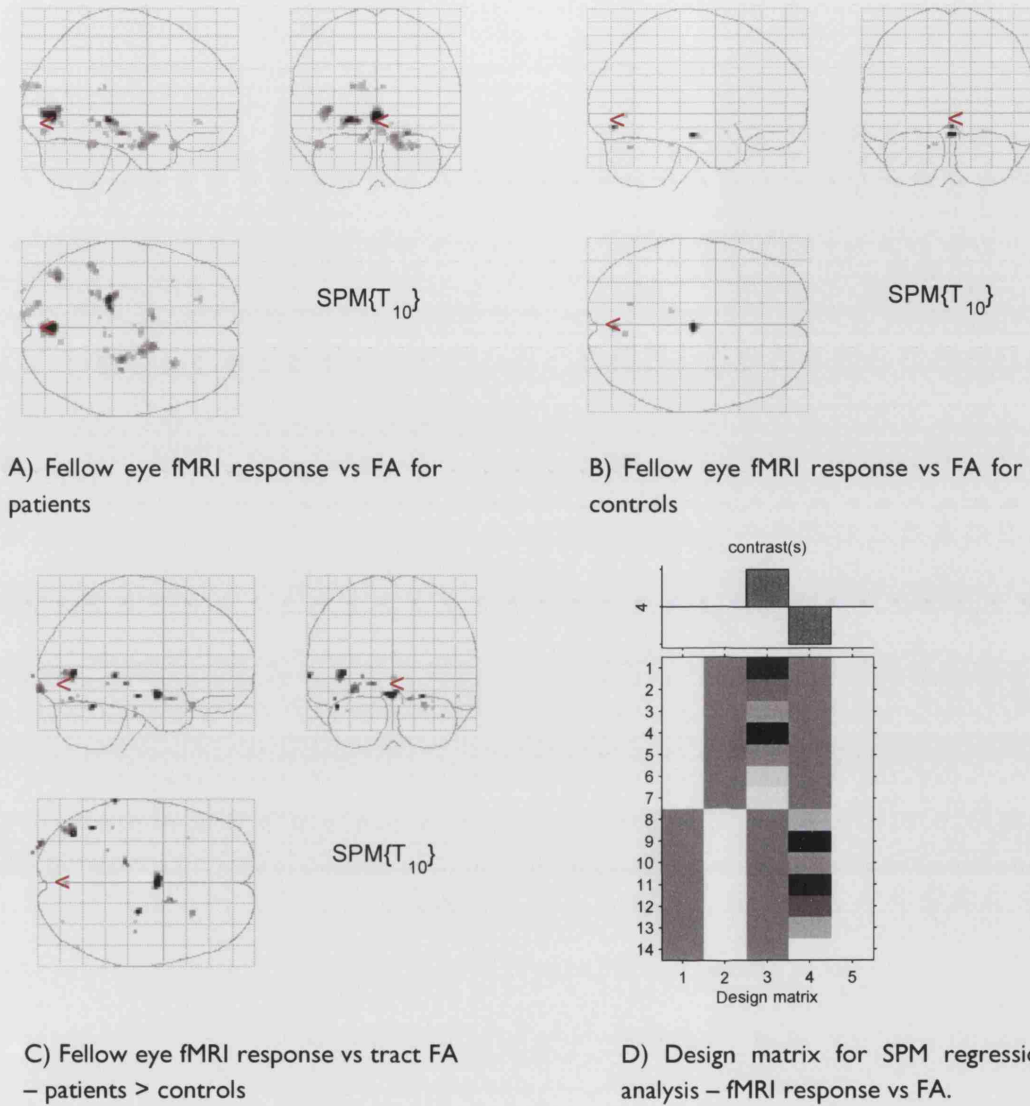 SPM{T10}
SPM{T10}
A) Fellow eye fMRI response vs FA for
patients
B) Fellow eye fMRI response vs FA for
controls
SPM{T10}
contrast(s)
4
1
2
3
4
5
6
7
8
9
10
11
12
13
14
1 2 3 4 5
Design matrix
C) Fellow eye fMRI response vs tract FA
– patients > controls
D) Design matrix for SPM regressio
analysis – fMRI response vs FA.